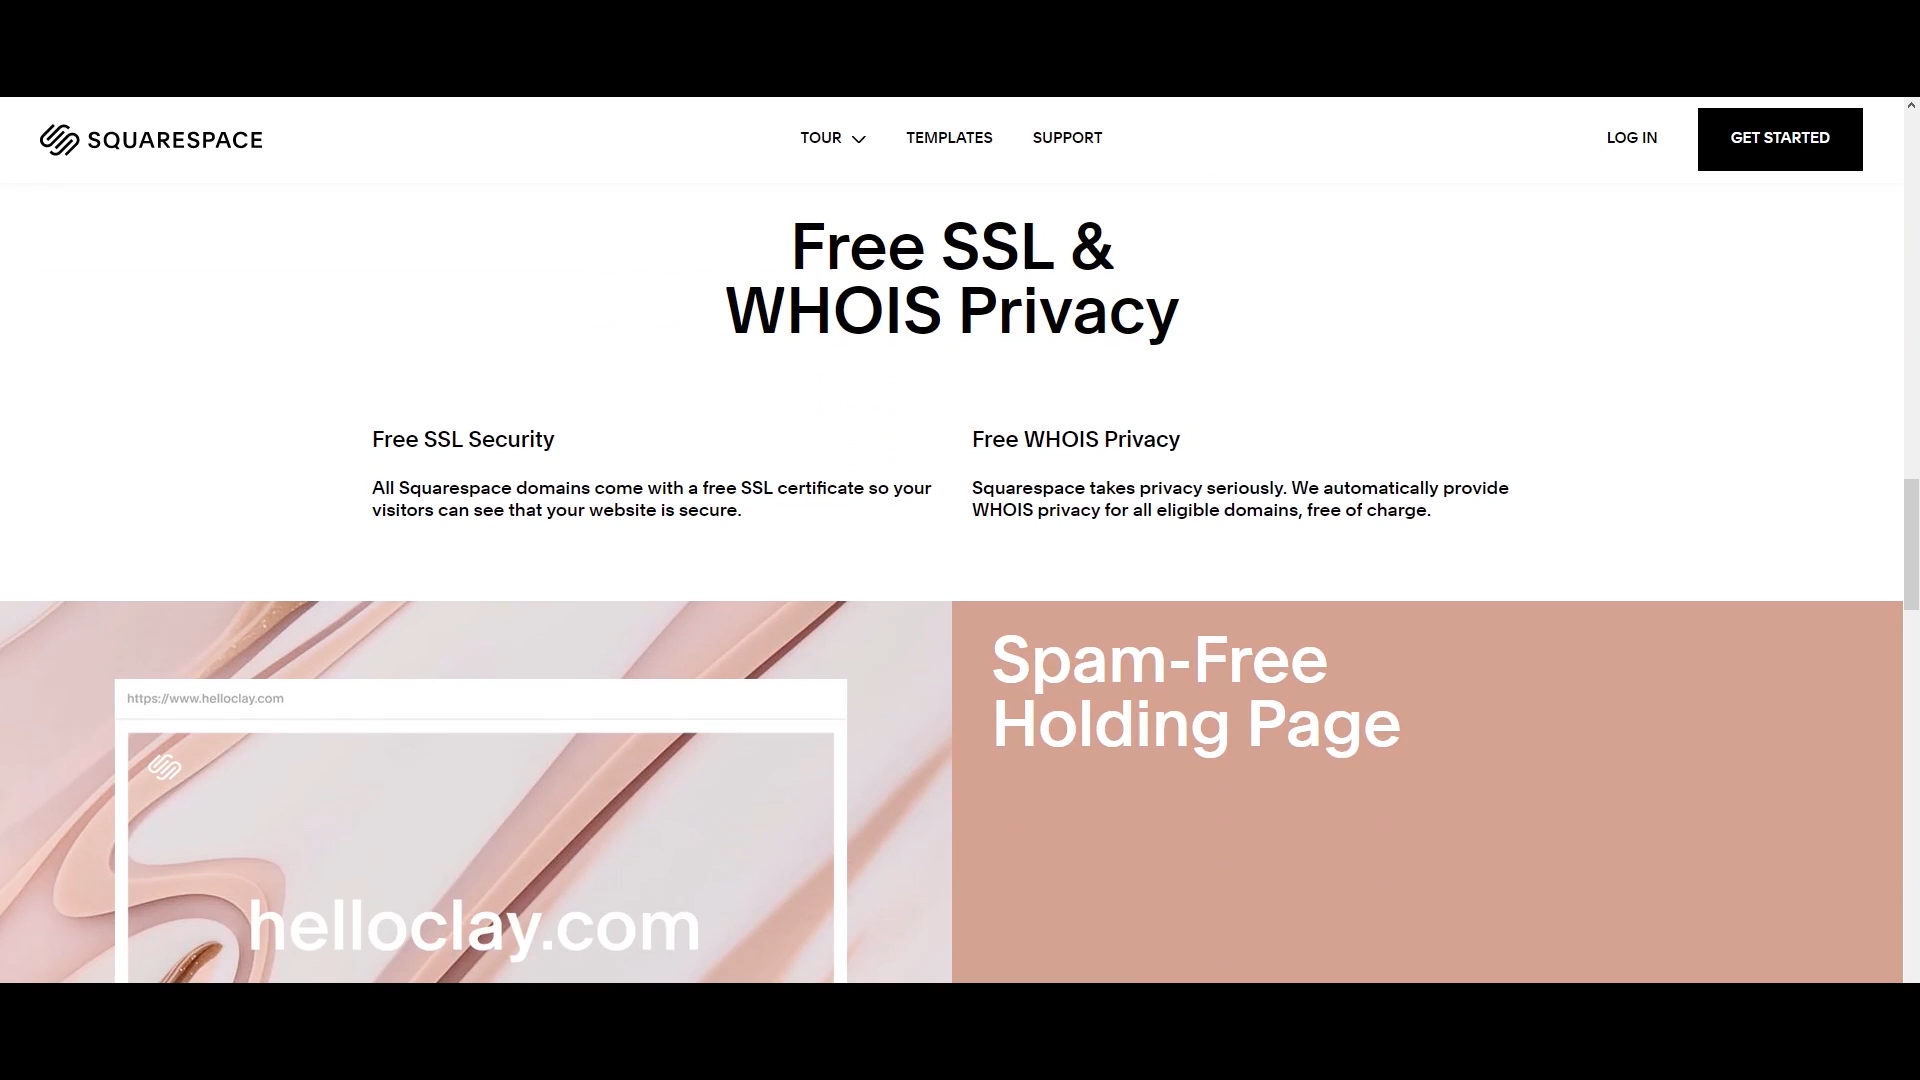 SQUARESPACE
TOUR
TEMPLATES
SUPPORT
LOG IN
GET STARTED
Free SSL &
WHOIS Privacy
Free SSL Security
All Squarespace domains come with a free SSL certificate so your
visitors can see that your website is secure.
Free WHOIS Privacy
Squarespace takes privacy seriously. We automatically provide
WHOIS privacy for all eligible domains, free of charge.
https://www.helloclay.com
helloclay.com
Spam-Free
Holding Page